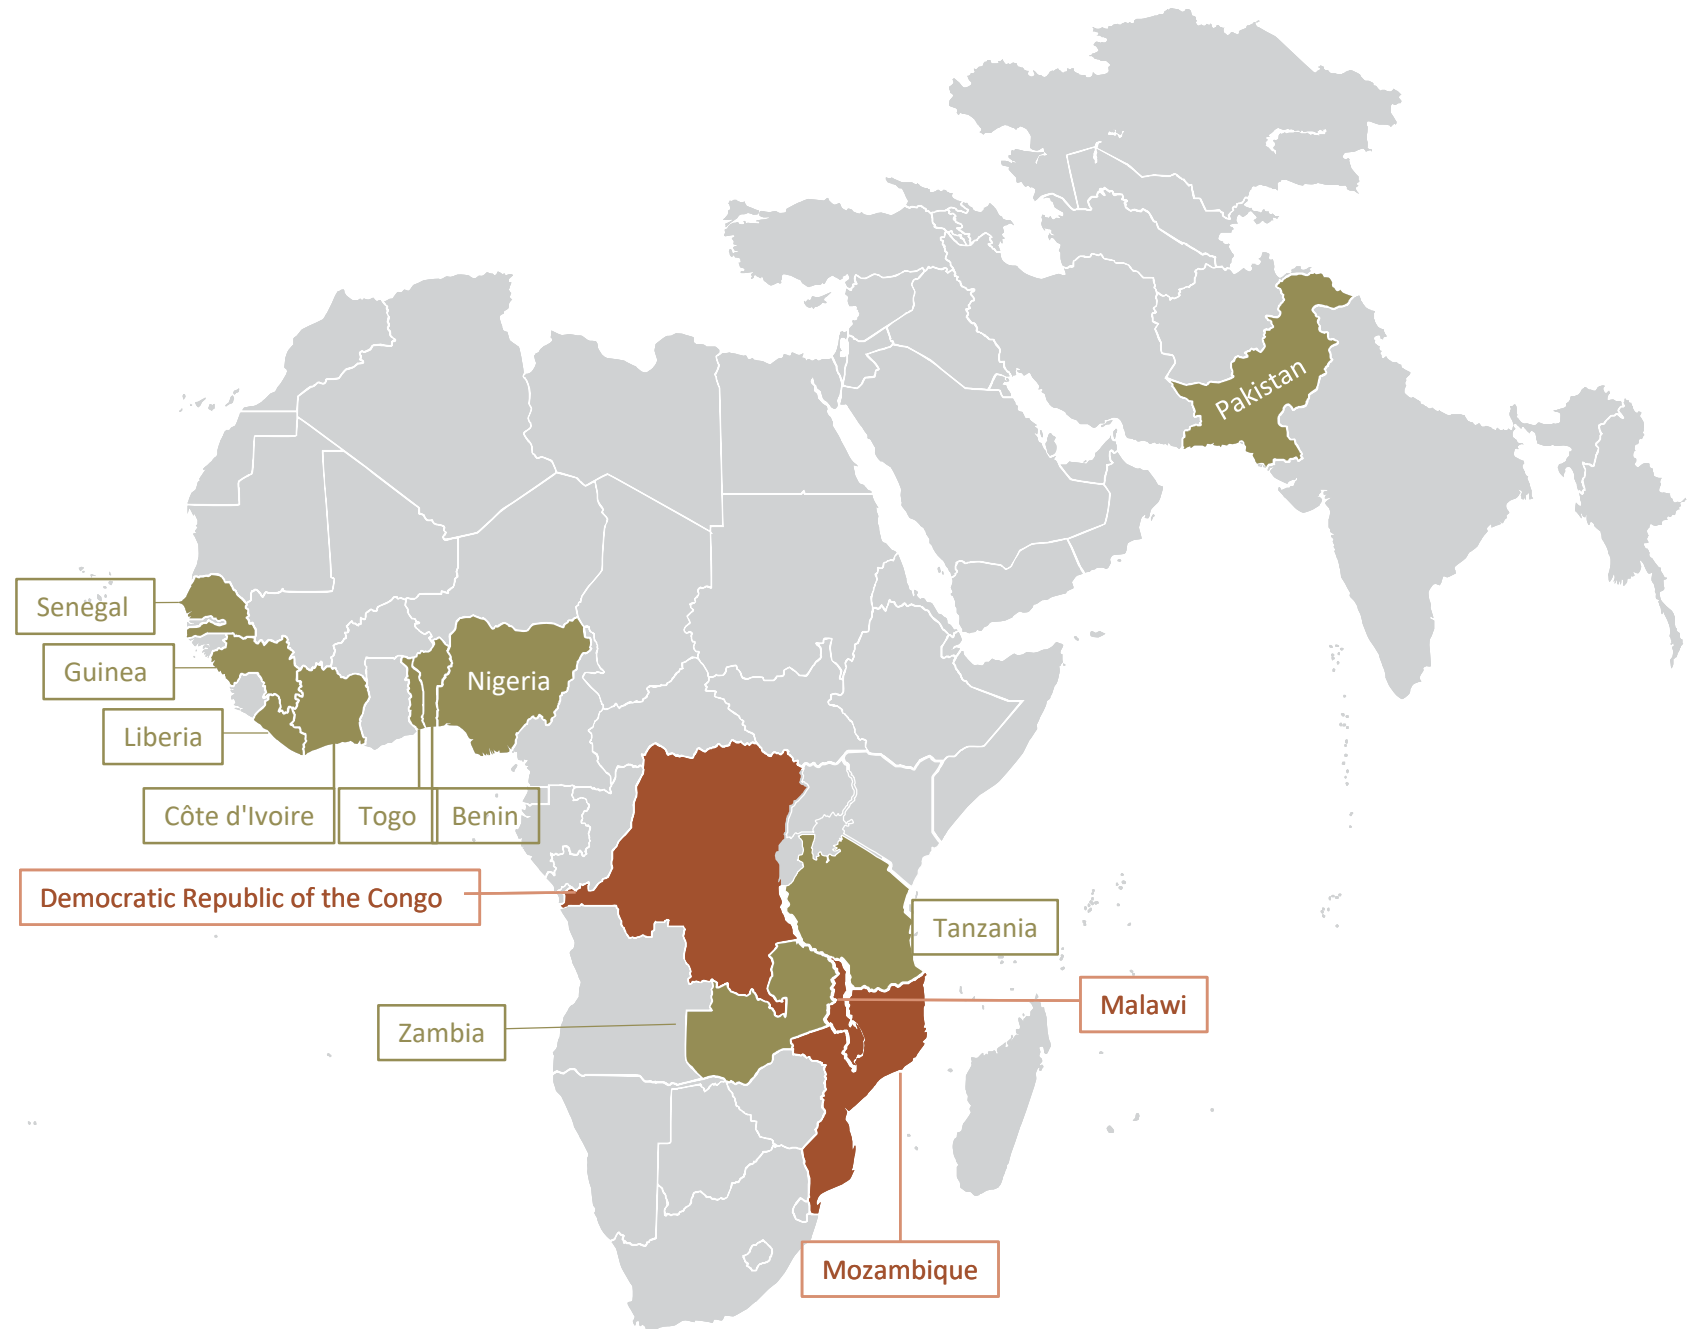 Pakistan
Senegal
Guinea
Nigeria
Liberia
Côte d'Ivoire
Togo
Benin
Democratic Republic of the Congo
Tanzania
Malawi
Zambia
Mozambique